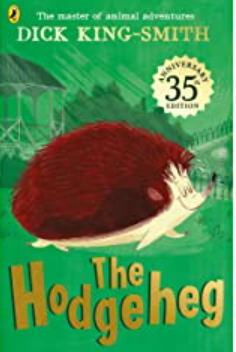 The master of animal adventures
DICK KING-SMITH
ANNIVERSARY
35
EDITION
The
Hodgeheg